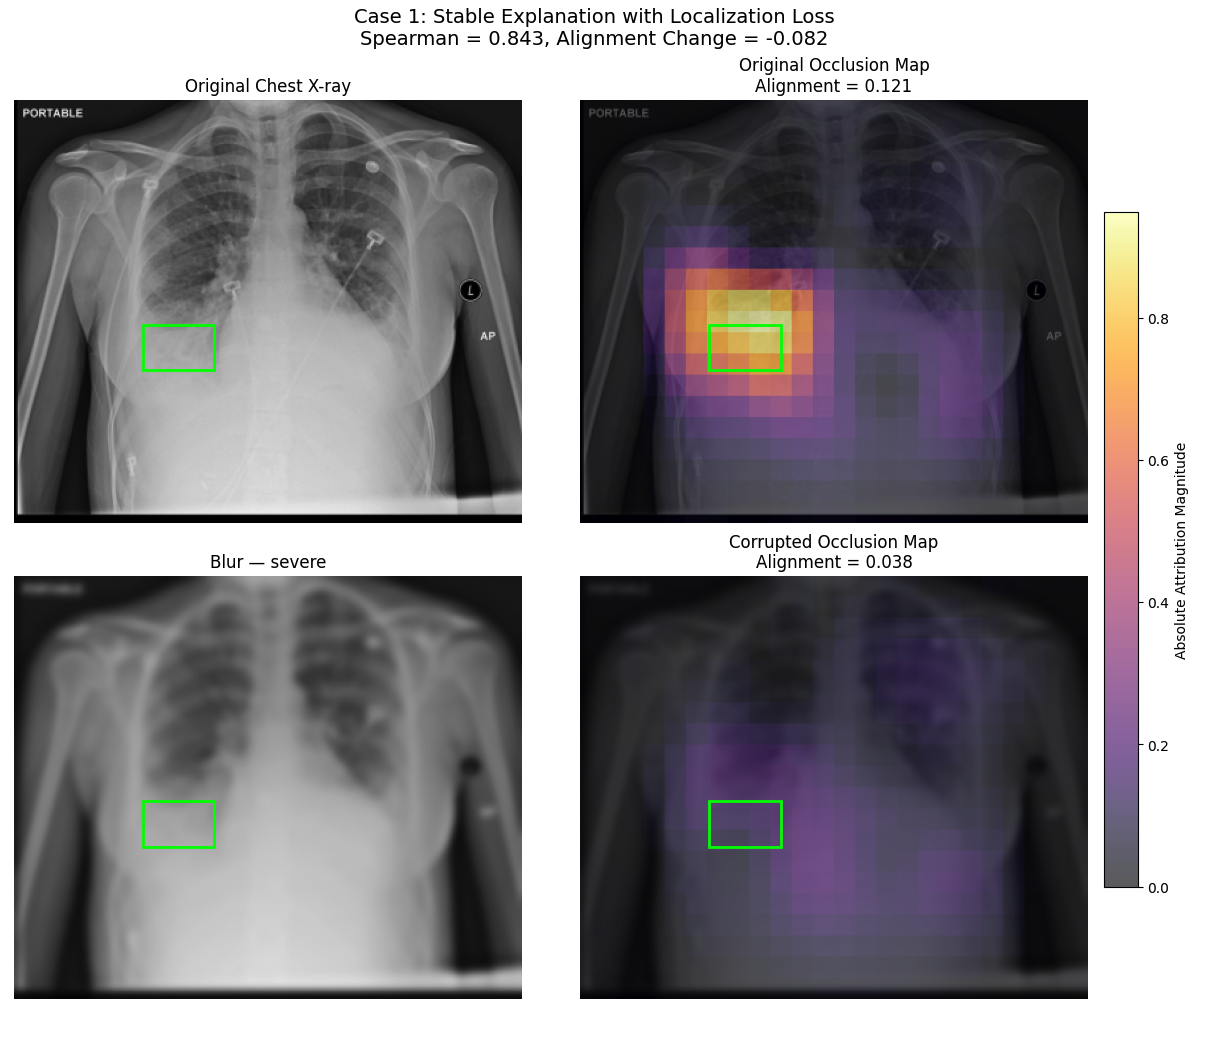 Case 1: Stable Explanation with Localization Loss
Spearman = 0.843, Alignment Change = -0.082
Original Chest X-ray
Original Occlusion Map
Alignment = 0.121
PORTABLE
PORTABLE
L
L
AP
AP
Blur — severe
Corrupted Occlusion Map
Alignment = 0.038
0.8
0.6
0.4
0.2
0.0
Absolute Attribution Magnitude